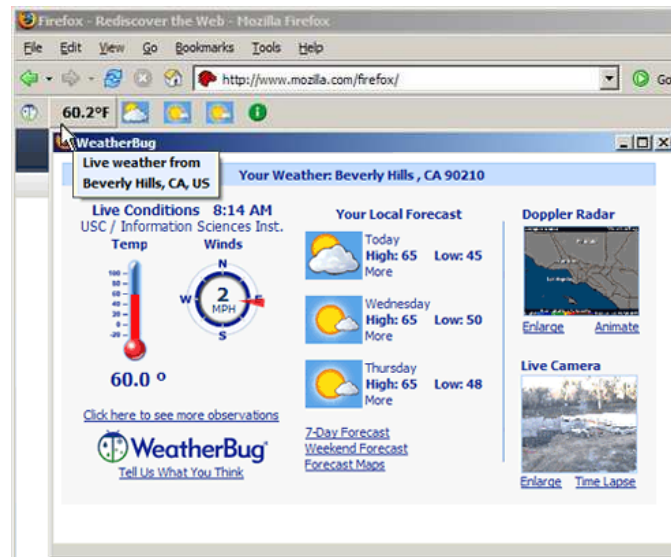 Firefox - Rediscover the Web - Mozilla Firefox
File Edit View Go Bookmarks Tools Help
http://www.mozilla.com/firefox/ Go
60.2°F
WeatherBug
Live weather from
Beverly Hills, CA, US
Your Weather: Beverly Hills , CA 90210
Live Conditions 8:14 AM
USC / Information Sciences Inst.
Temp Winds
N
W E
S
2
MPH
60.0 º
Click here to see more observations
WeatherBug
Tell Us What You Think
Your Local Forecast
Today
High: 65 Low: 45
More
Wednesday
High: 65 Low: 50
More
Thursday
High: 65 Low: 48
More
7-Day Forecast
Weekend Forecast
Forecast Maps
Doppler Radar
Enlarge Animate
Live Camera
Enlarge Time Lapse